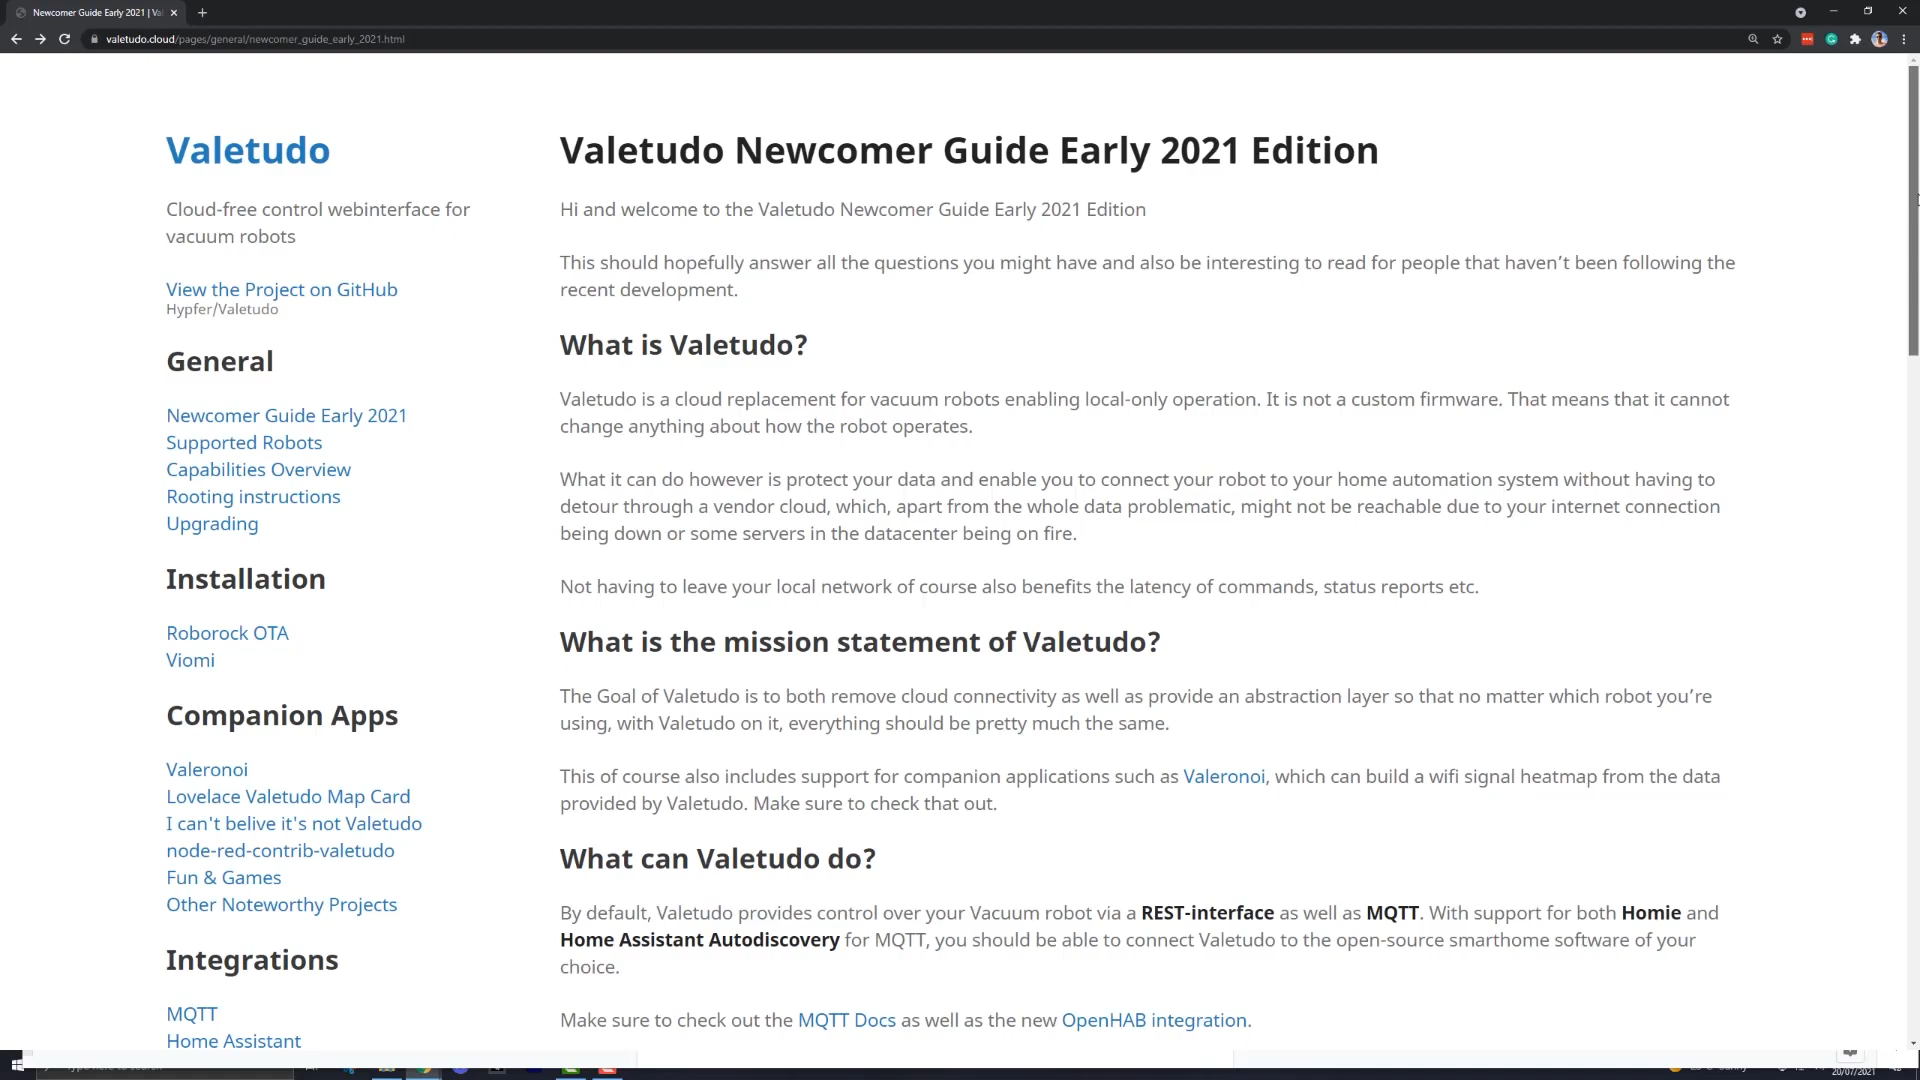 Newcomer Guide Early 2021 | Val
valetudo.cloud/pages/general/newcomer_guide_early_2021.html
Valetudo
Cloud-free control webinterface for
vacuum robots
View the Project on GitHub
Hypfer/Valetudo
General
Newcomer Guide Early 2021
Supported Robots
Capabilities Overview
Rooting instructions
Upgrading
Installation
Roborock OTA
Viomi
Companion Apps
Valeronoi
Lovelace Valetudo Map Card
I can't belive it's not Valetudo
node-red-contrib-valetudo
Fun & Games
Other Noteworthy Projects
Integrations
MQTT
Home Assistant
Valetudo Newcomer Guide Early 2021 Edition
Hi and welcome to the Valetudo Newcomer Guide Early 2021 Edition
This should hopefully answer all the questions you might have and also be interesting to read for people that haven’t been following the
recent development.
What is Valetudo?
Valetudo is a cloud replacement for vacuum robots enabling local-only operation. It is not a custom firmware. That means that it cannot
change anything about how the robot operates.
What it can do however is protect your data and enable you to connect your robot to your home automation system without having to
detour through a vendor cloud, which, apart from the whole data problematic, might not be reachable due to your internet connection
being down or some servers in the datacenter being on fire.
Not having to leave your local network of course also benefits the latency of commands, status reports etc.
What is the mission statement of Valetudo?
The Goal of Valetudo is to both remove cloud connectivity as well as provide an abstraction layer so that no matter which robot you’re
using, with Valetudo on it, everything should be pretty much the same.
This of course also includes support for companion applications such as Valeronoi, which can build a wifi signal heatmap from the data
provided by Valetudo. Make sure to check that out.
What can Valetudo do?
By default, Valetudo provides control over your Vacuum robot via a REST-interface as well as MQTT. With support for both Homie and
Home Assistant Autodiscovery for MQTT, you should be able to connect Valetudo to the open-source smarthome software of your
choice.
Make sure to check out the MQTT Docs as well as the new OpenHAB integration.
20/07/2021